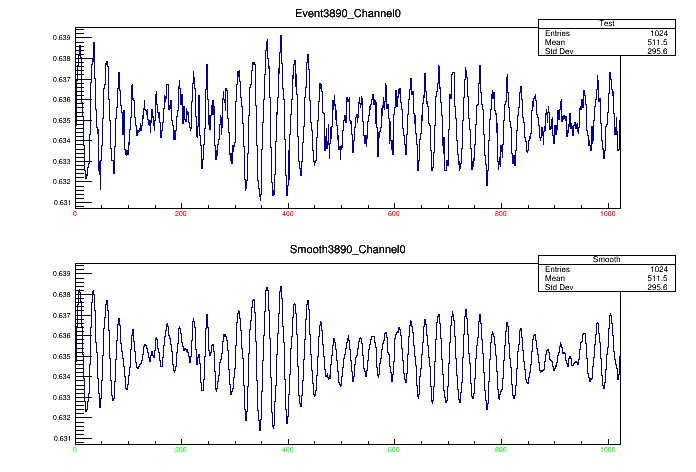 Event3890_Channel0
Test
Entries 1024
Mean 511.5
Std Dev 295.6
0.639
0.638
0.637
0.636
0.635
0.634
0.633
0.632
0.631
0 200 400 600 800 1000
Smooth3890_Channel0
Smooth
Entries 1024
Mean 511.5
Std Dev 295.6
0.639
0.638
0.637
0.636
0.635
0.634
0.633
0.632
0.631
0 200 400 600 800 1000